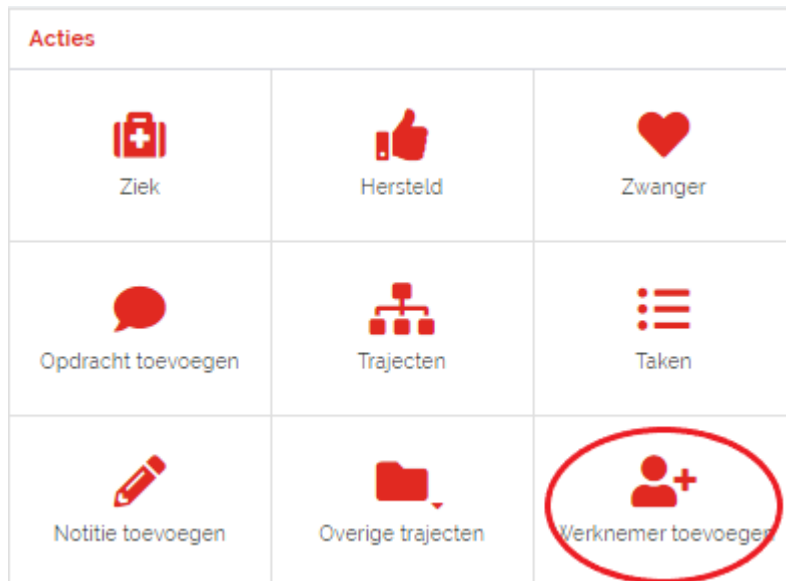 Acties
Ziek
Hersteld
Zwanger
Opdracht toevoegen
Trajecten
Taken
Notitie toevoegen
Overige trajecten
Werknemer toevoegen